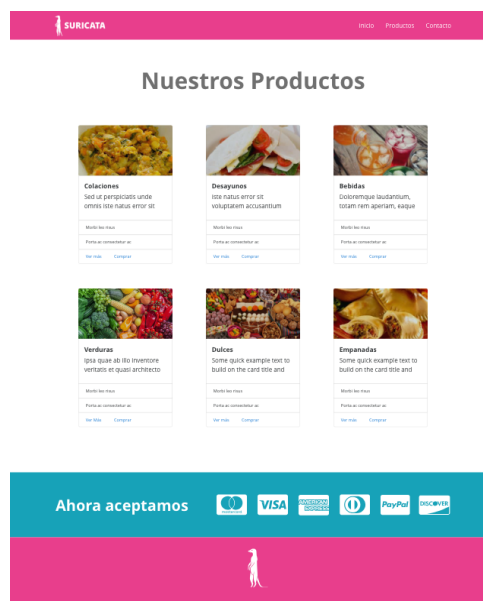 SURICATA
Inicio Productos Contacto
Nuestros Productos
Colaciones
Sed ut perspiciatis unde
omnis iste natus error sit
Morbi leo risus
Porta ac consectetur ac
Ver más Comprar
Desayunos
iste natus error sit
voluptatem accusantium
Morbi leo risus
Porta ac consectetur ac
Ver más Comprar
Bebidas
Doloremque laudantium,
totam rem aperiam, eaque
Morbi leo risus
Porta ac consectetur ac
Ver más Comprar
Verduras
Ipsa quae ab illo inventore
veritatis et quasi architecto
Morbi leo risus
Porta ac consectetur ac
Ver Más Comprar
Dulces
Some quick example text to
build on the card title and
Morbi leo risus
Porta ac consectetur ac
Ver más Comprar
Empanadas
Some quick example text to
build on the card title and
Morbi leo risus
Porta ac consectetur ac
Ver más Comprar
Ahora aceptamos
VISA
AMERICAN
EXPRESS
PayPal
DISCOVER